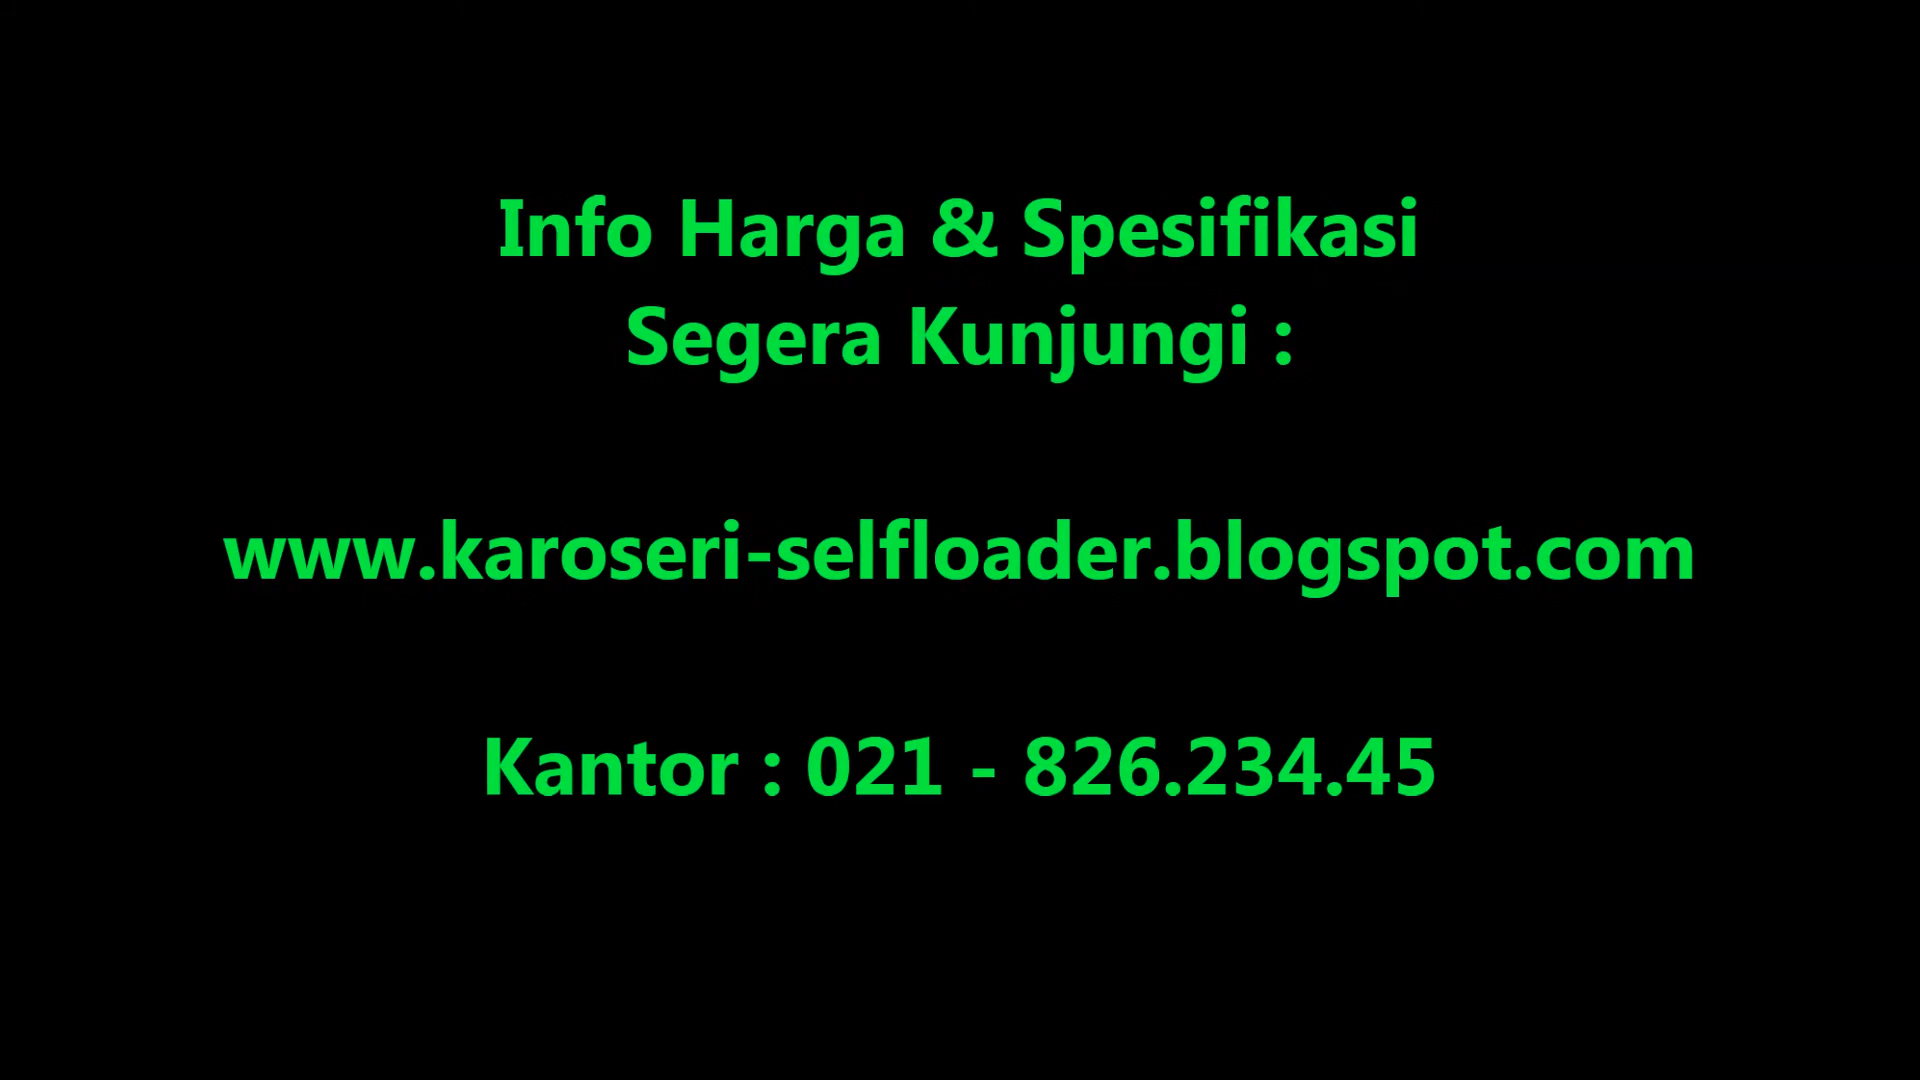 Info Harga & Spesifikasi
Segera Kunjungi :
www.karoseri-selfloader.blogspot.com
Kantor : 021 - 826.234.45